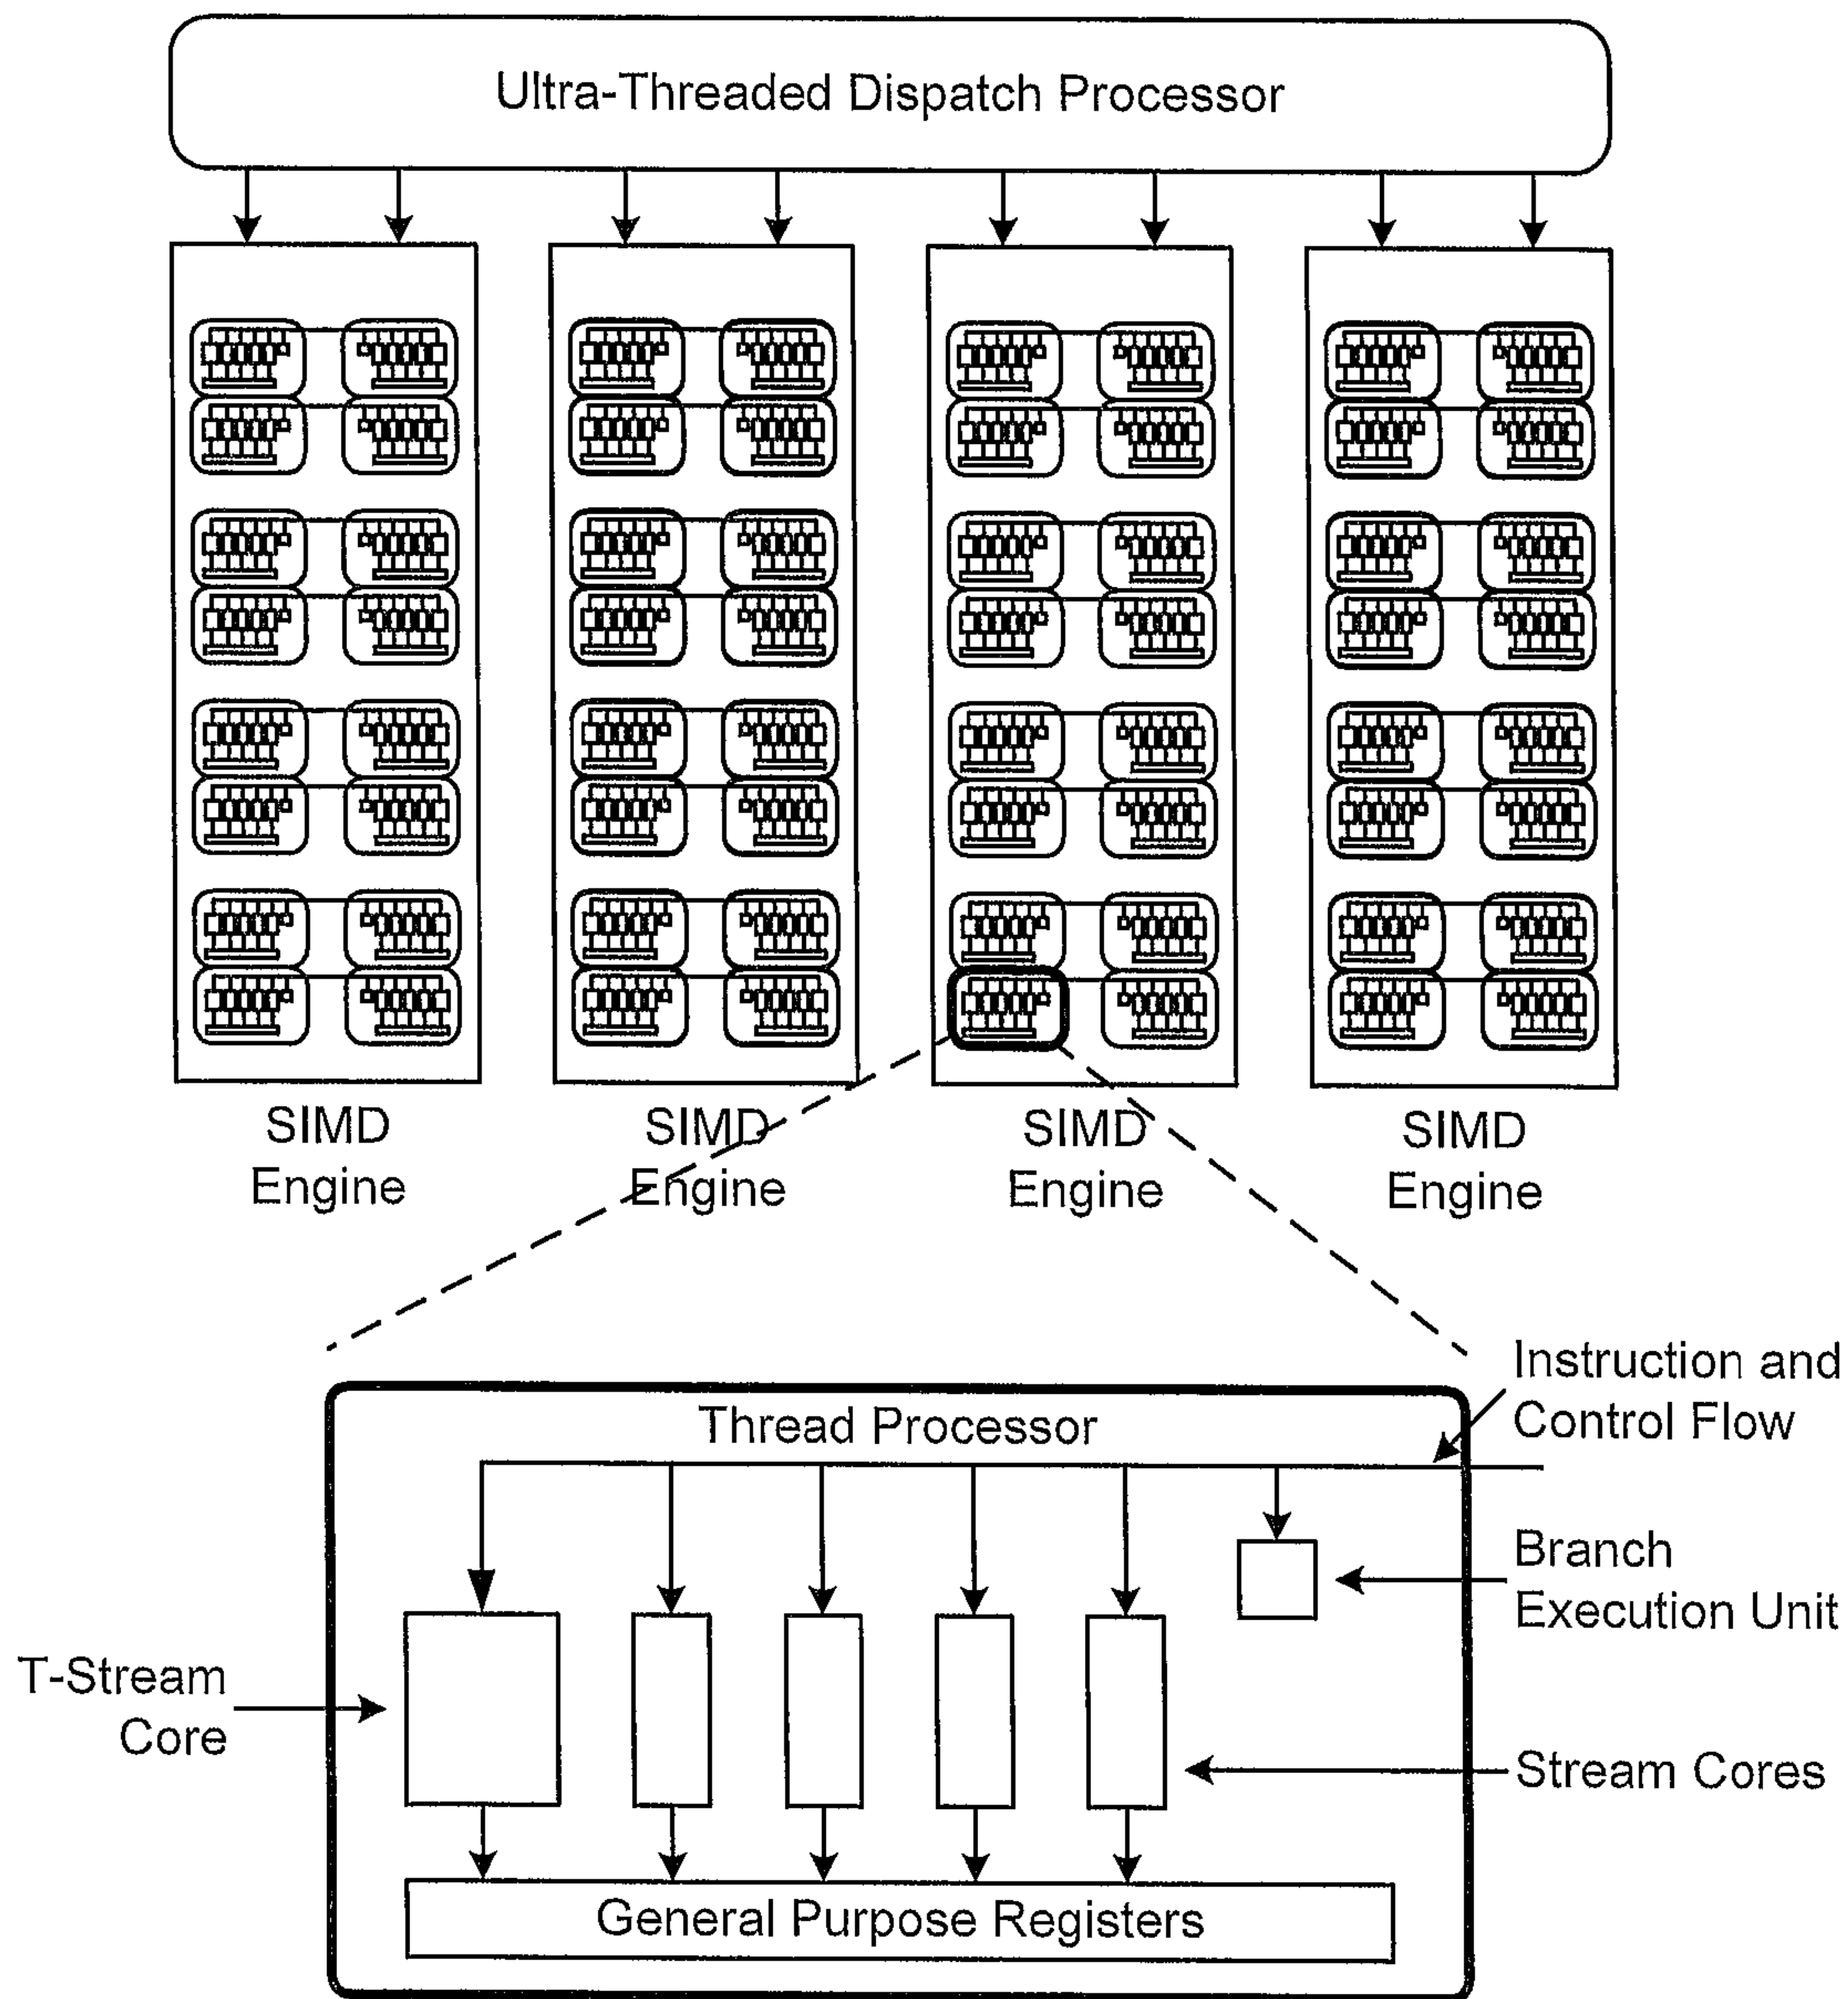 Ultra-Threaded Dispatch Processor
SIMD
Engine
SIMD
Engine
SIMD
Engine
SIMD
Engine
Instruction and
Control Flow
Thread Processor
Branch
Execution Unit
T-Stream
Core
Stream Cores
General Purpose Registers